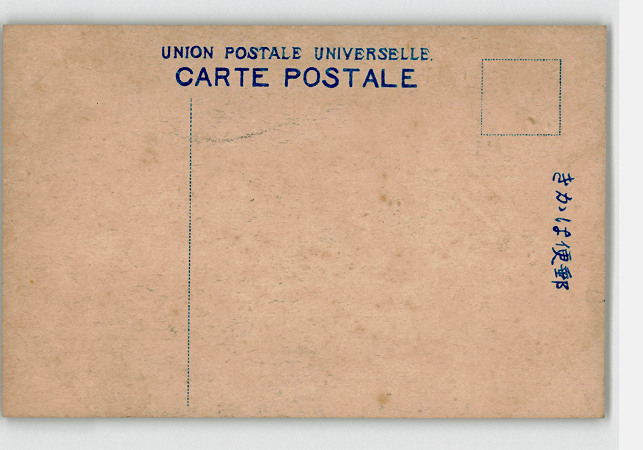 UNION POSTALE UNIVERSELLE.
CARTE POSTALE
きかは便郵